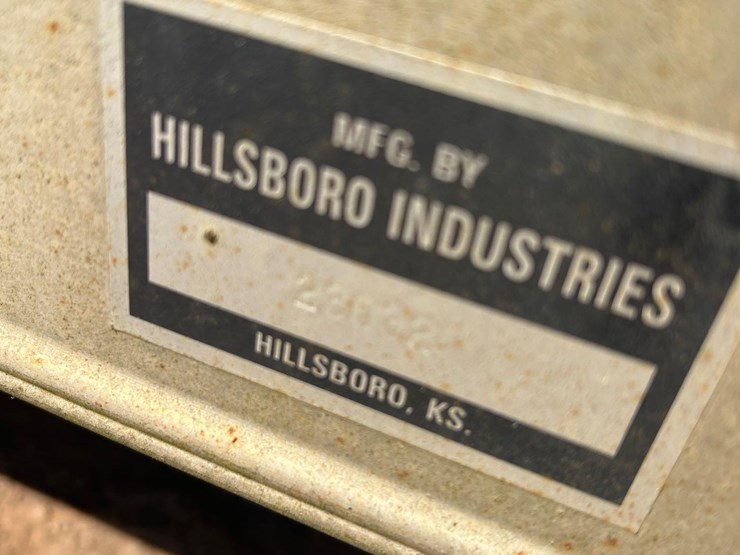 MFG. BY
HILLSBORO INDUSTRIES
HILLSBORO, KS.